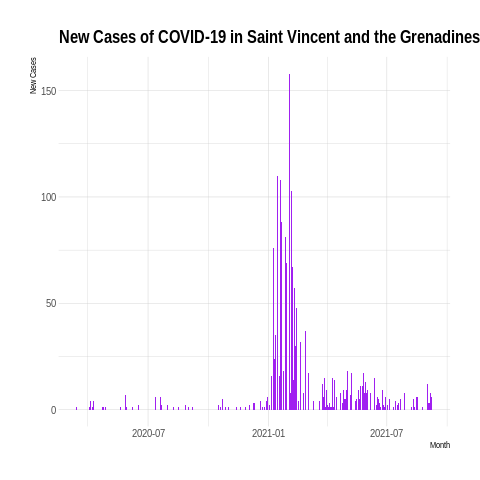 New Cases of COVID-19 in Saint Vincent and the Grenadines
New Cases
150
100
50
0
2020-07
2021-01
2021-07
Month